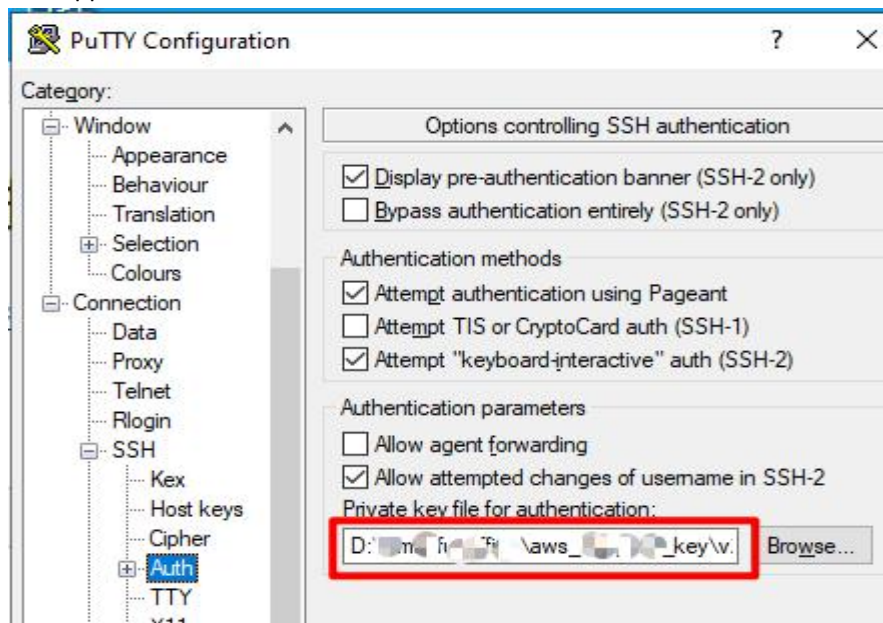 PuTTY Configuration
?
Category:
Window
Appearance
Behaviour
Translation
Selection
Colours
Connection
Data
Proxy
Telnet
Rlogin
SSH
Kex
Host keys
Cipher
Auth
TTY
Options controlling SSH authentication
Display pre-authentication banner (SSH-2 only)
Bypass authentication entirely (SSH-2 only)
Authentication methods
Attempt authentication using Pageant
Attempt TIS or CryptoCard auth (SSH-1)
Attempt "keyboard-interactive" auth (SSH-2)
Authentication parameters
Allow agent forwarding
Allow attempted changes of username in SSH-2
Private key file for authentication:
\aws_ _key\v
Browse...